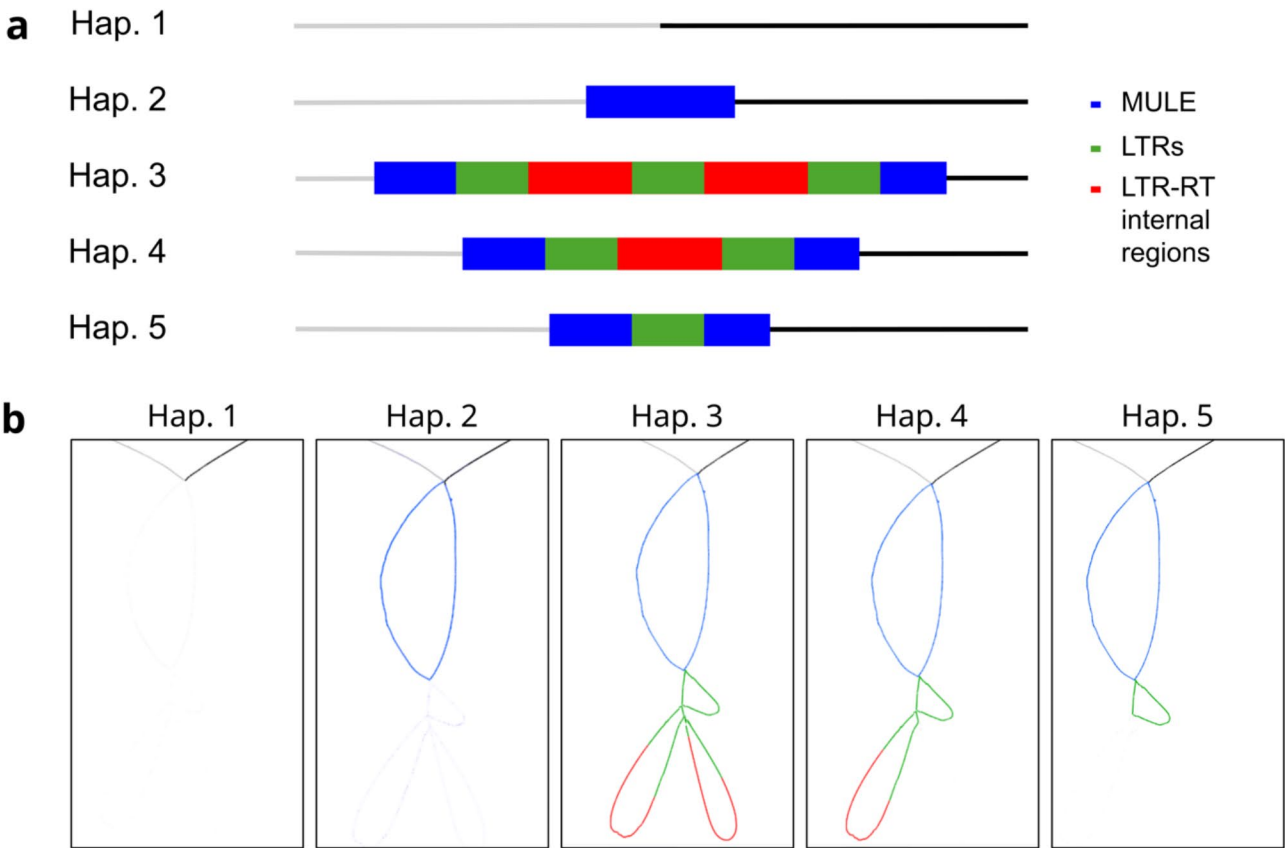 a
Hap. 1
Hap. 2
Hap. 3
Hap. 4
Hap. 5
MULE
LTRs
LTR-RT
internal
regions
b
Hap. 1
Hap. 2
Hap. 3
Hap. 4
Hap. 5